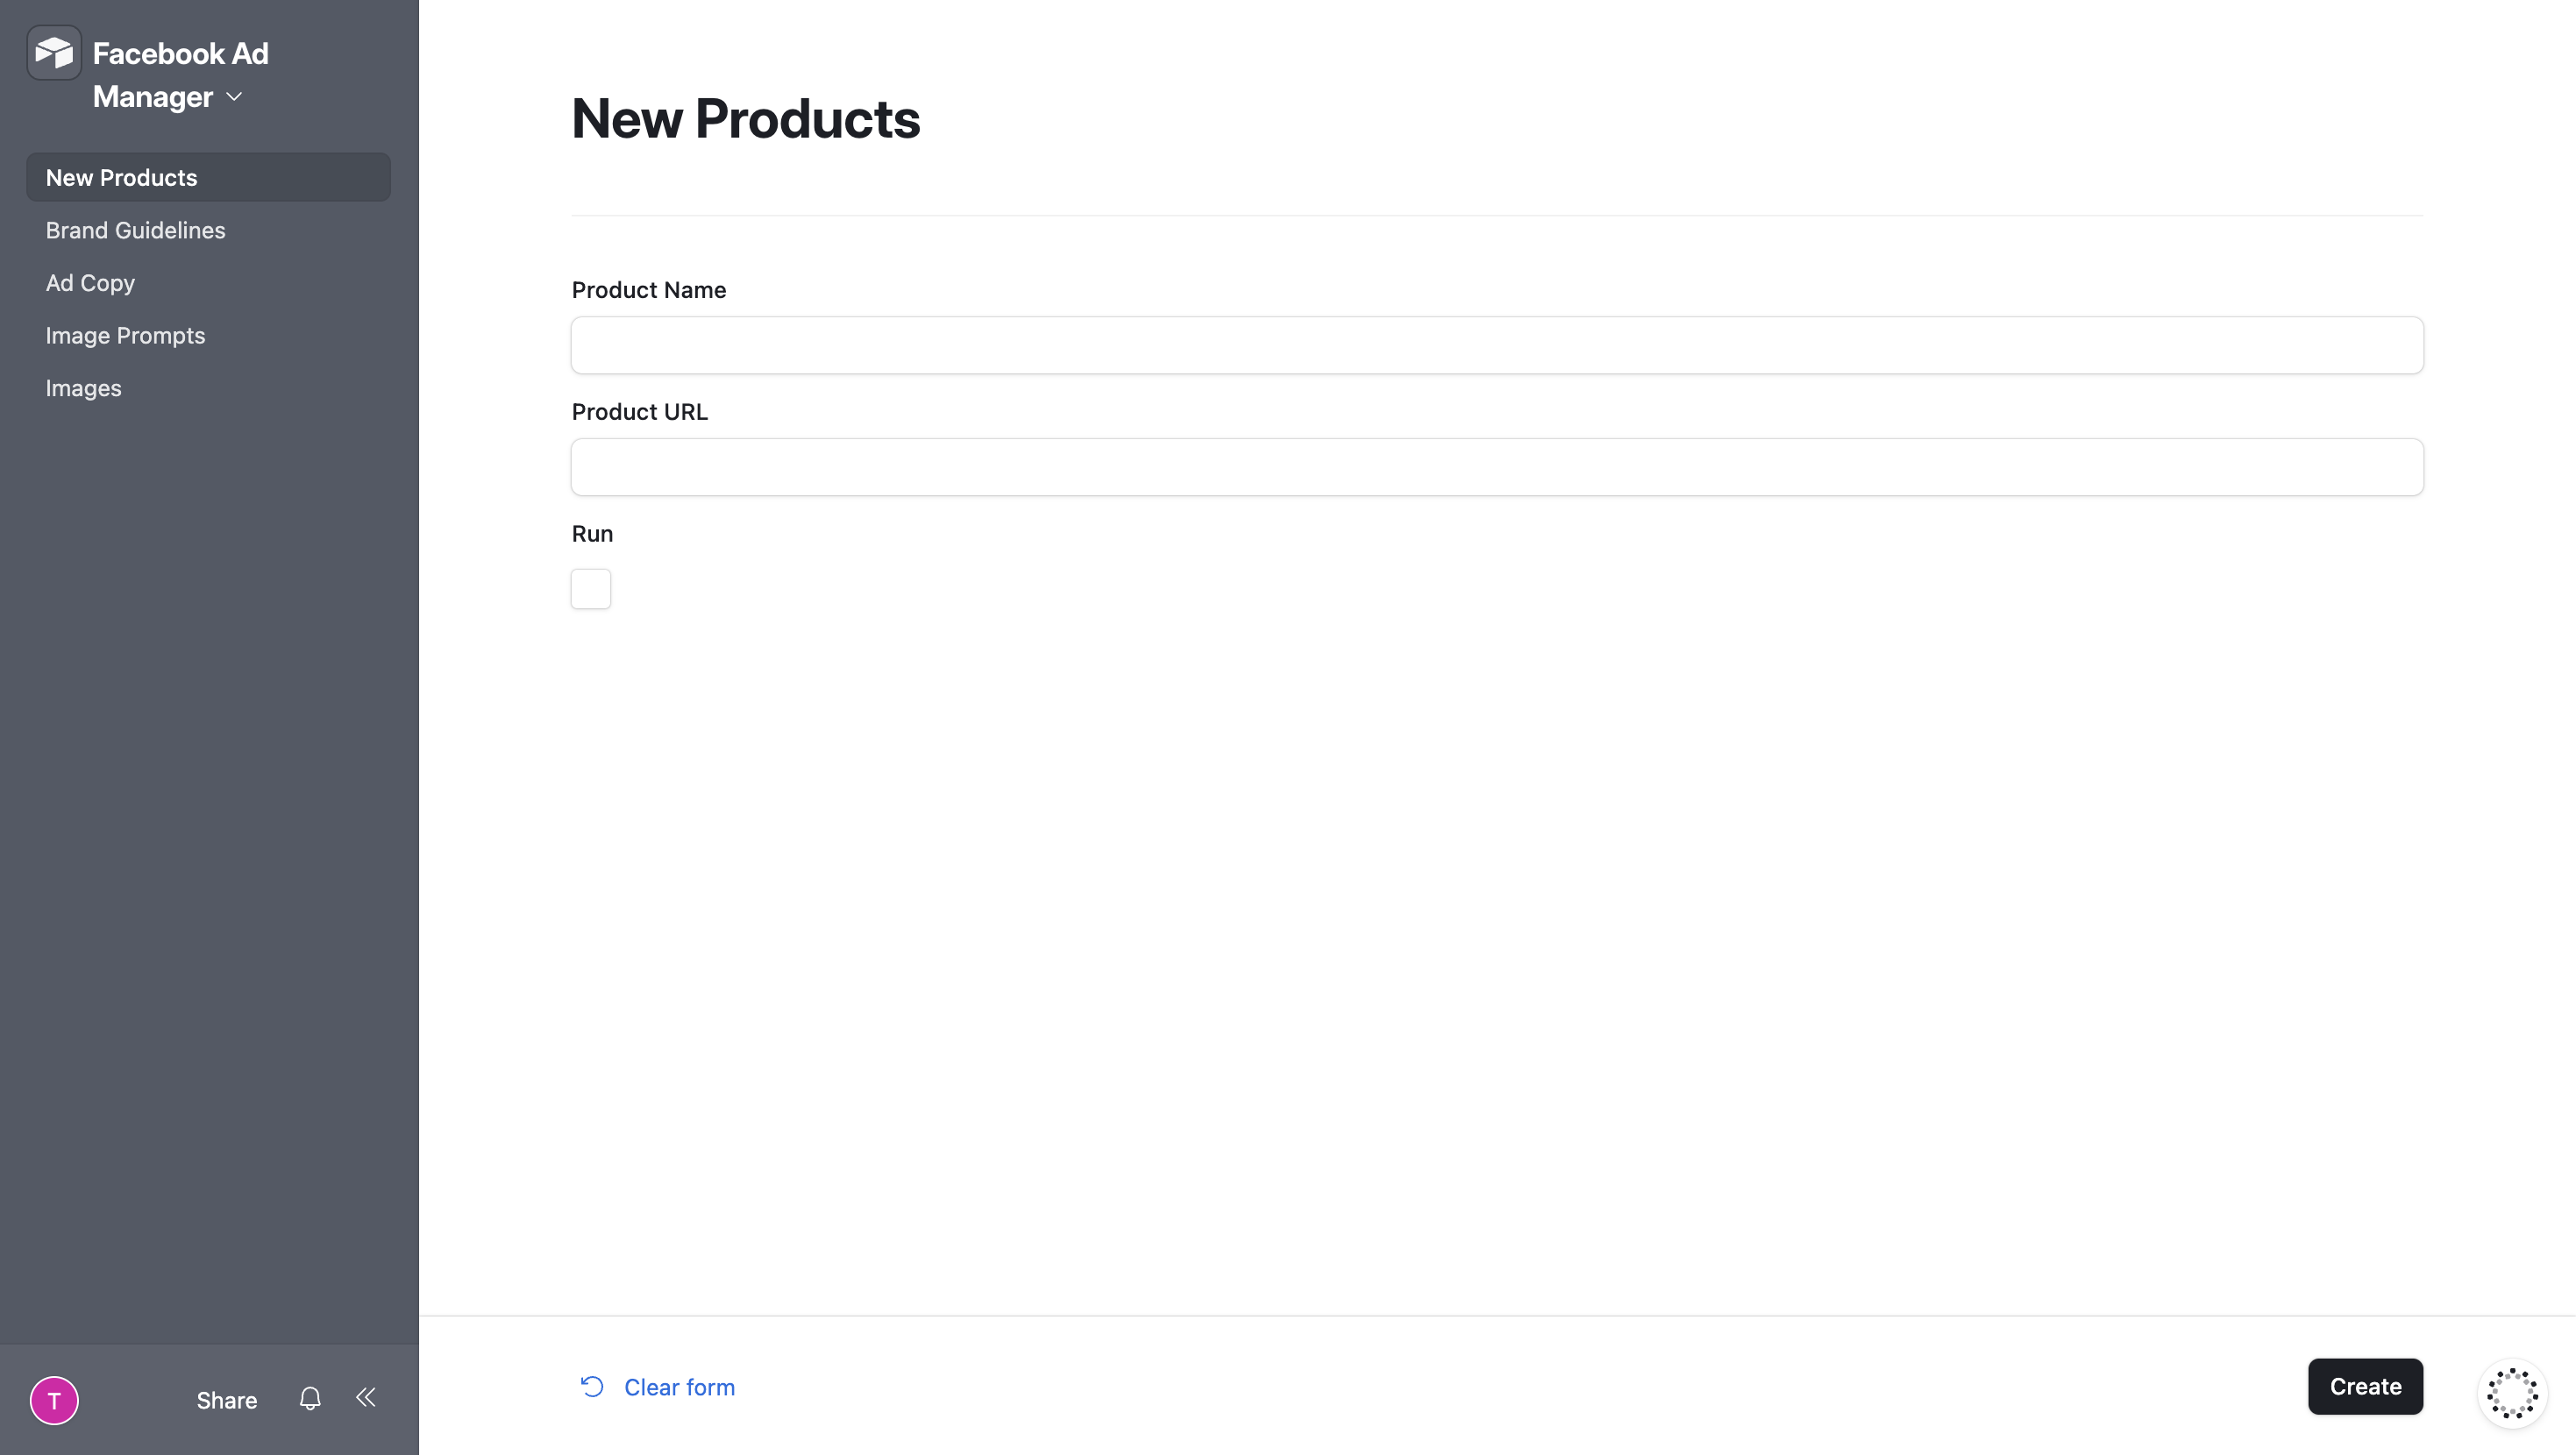 Facebook Ad
Manager
New Products
Brand Guidelines
Ad Copy
Image Prompts
Images
T
Share
New Products
Product Name
Product URL
Run
Clear form
Create